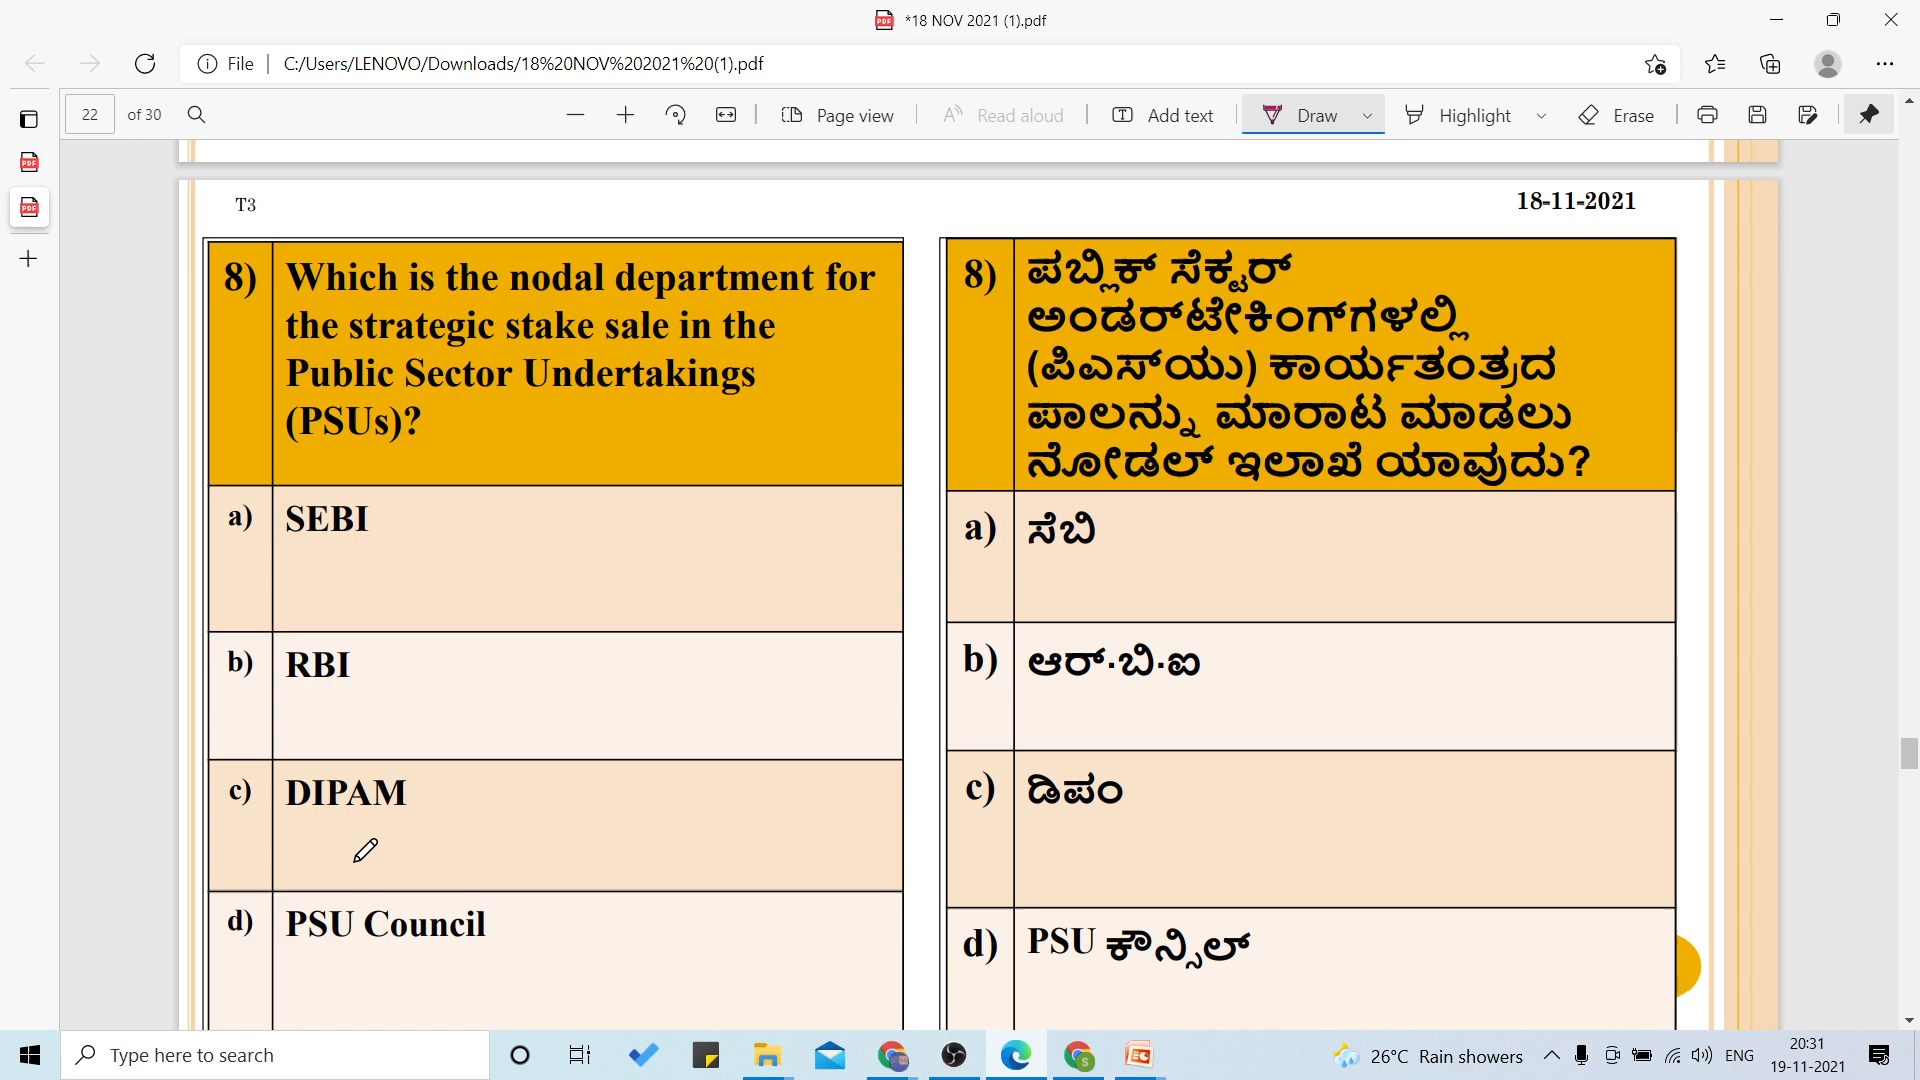 *18 NOV 2021 (1).pdf
File
C:/Users/LENOVO/Downloads/18%20NOV%202021%20(1).pdf
22 of 30
Page view
Read aloud
Add text
Draw
Highlight
Erase
T3
18-11-2021
8) Which is the nodal department for
the strategic stake sale in the
Public Sector Undertakings
(PSUs)?
a) SEBI
b) RBI
c) DIPAM
d) PSU Council
8) ಪಬ್ಲಿಕ್ ಸೆಕ್ಟರ್
ಅಂಡರ್‌ಟೇಕಿಂಗ್‌ಗಳಲ್ಲಿ
(ಪಿಎಸ್‌ಯು) ಕಾರ್ಯತಂತ್ರದ
ಪಾಲನ್ನು ಮಾರಾಟ ಮಾಡಲು
ನೋಡಲ್ ಇಲಾಖೆ ಯಾವುದು?
a) ಸೆಬಿ
b) ಆರ್.ಬಿ.ಐ
c) ಡಿಪಂ
d) PSU ಕೌನ್ಸಿಲ್
Type here to search
26°C Rain showers
ENG
20:31
19-11-2021